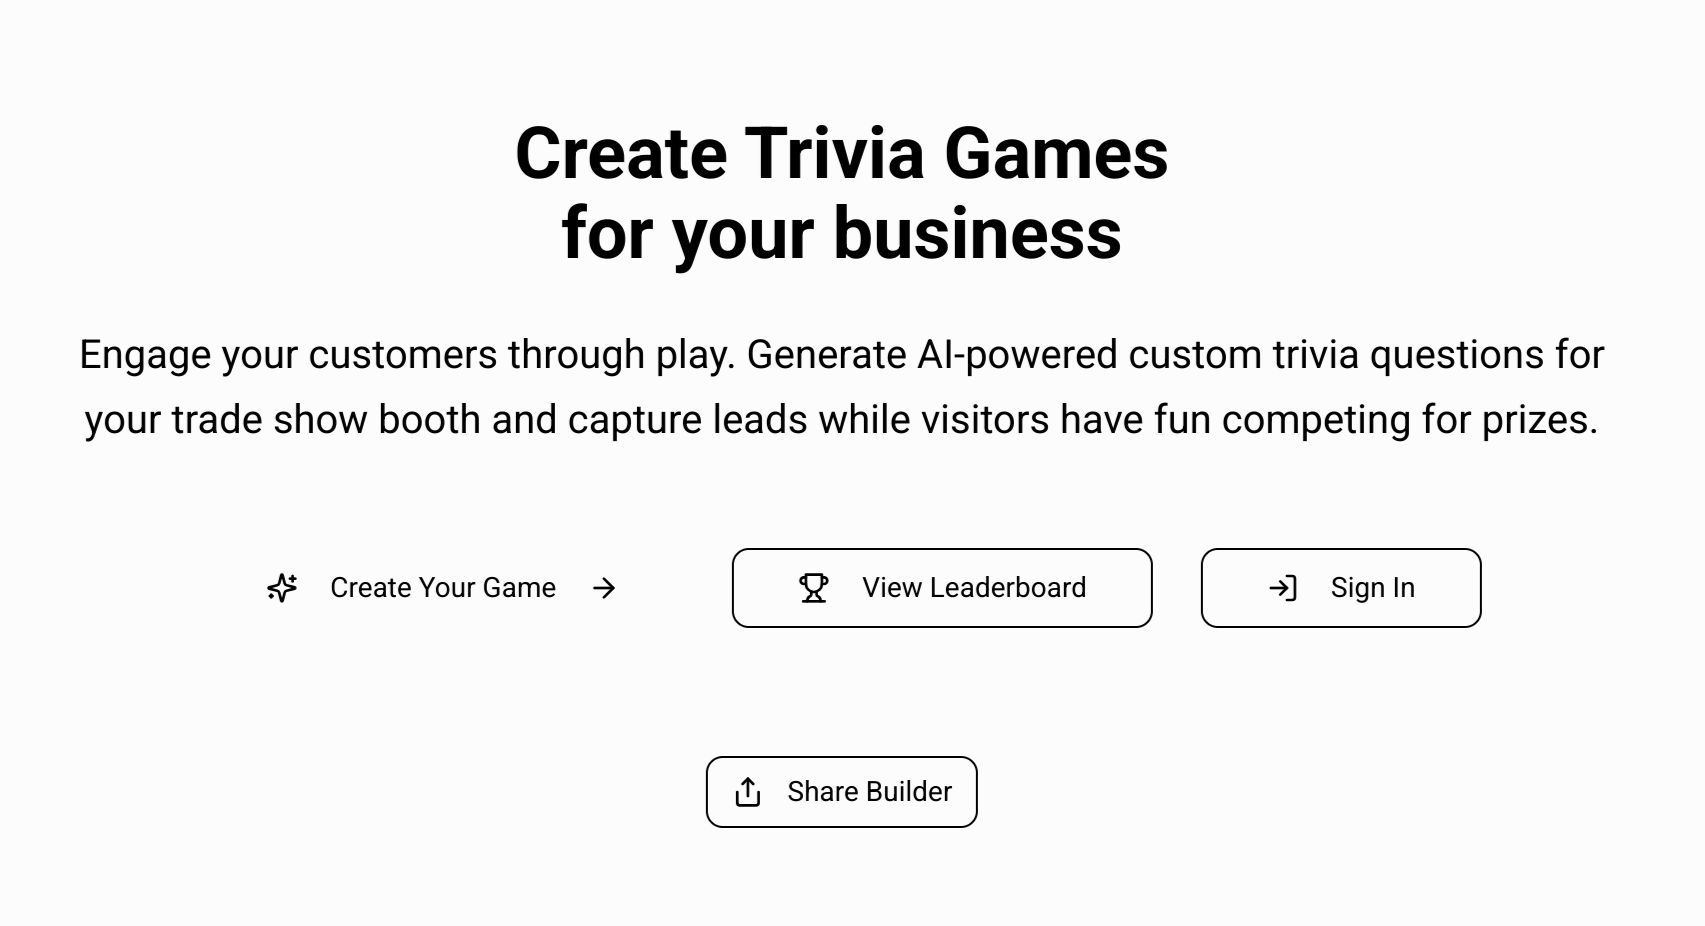 Create Trivia Games
for your business
Engage your customers through play. Generate AI-powered custom trivia questions for
your trade show booth and capture leads while visitors have fun competing for prizes.
Create Your Game
View Leaderboard
Sign In
Share Builder